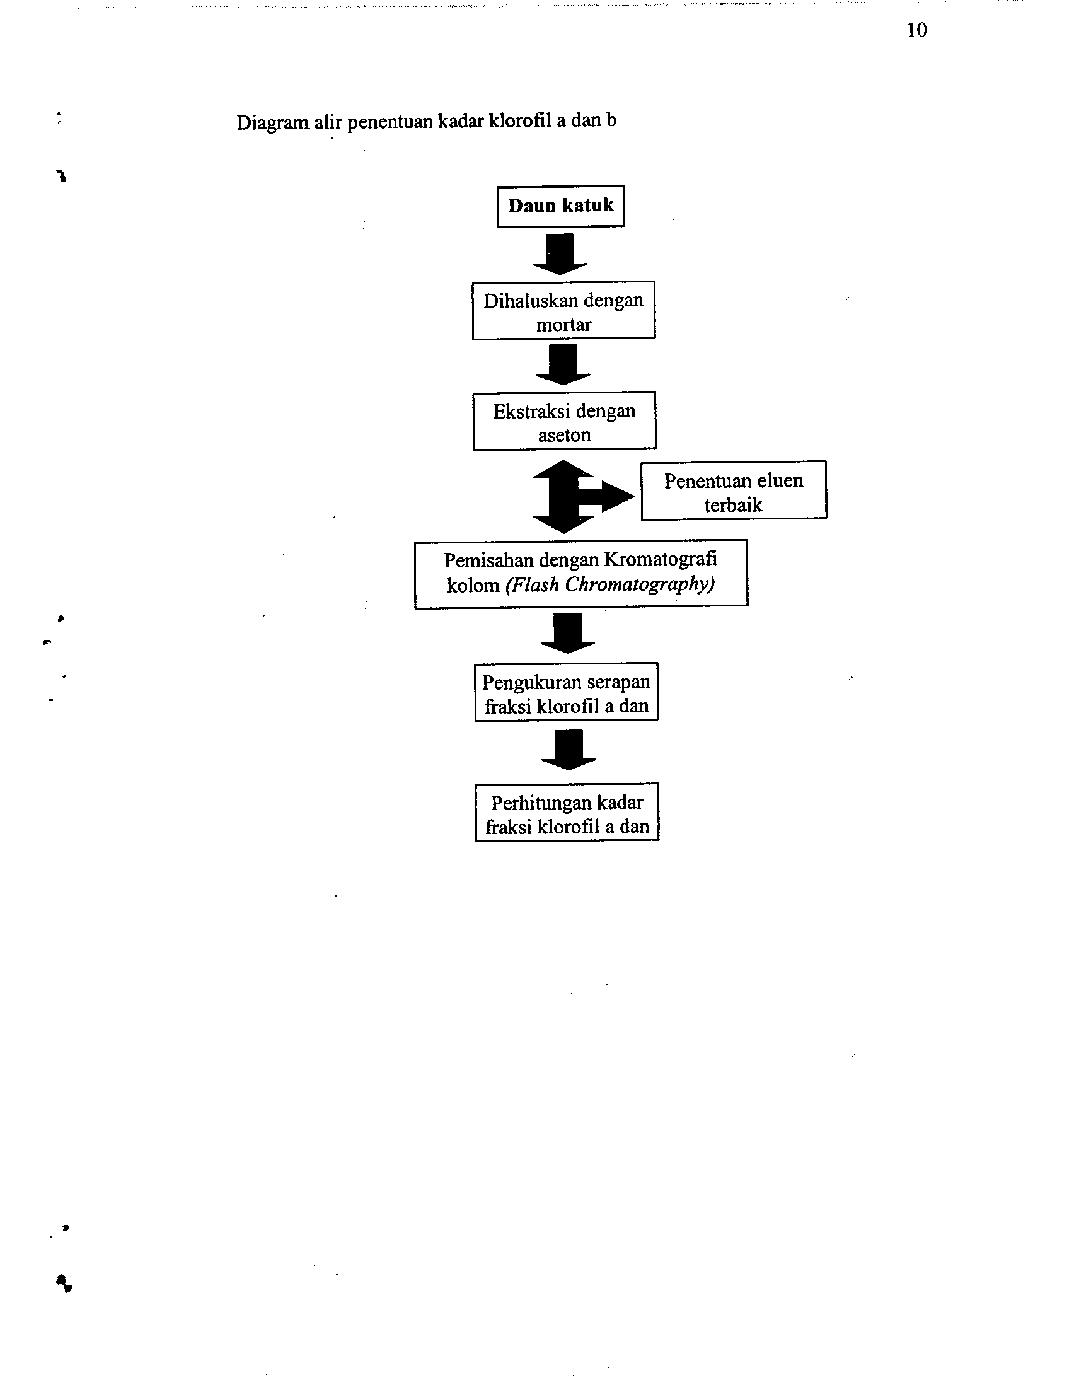 10
Diagram alir penentuan kadar klorofil a dan b
Daun katuk
Dihaluskan dengan
mortar
Ekstraksi dengan
aseton
Penentuan eluen
terbaik
Pemisahan dengan Kromatografi
kolom (Flash Chromatography)
Pengukuran serapan
fraksi klorofil a dan
Perhitungan kadar
fraksi klorofil a dan